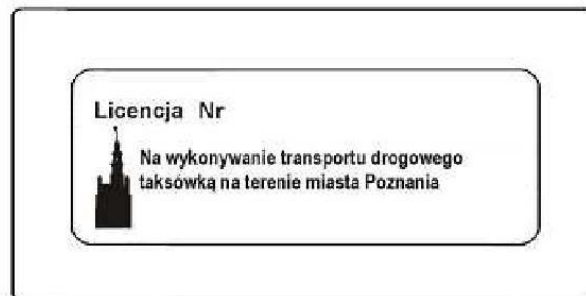 Licencja Nr
Na wykonywanie transportu drogowego
taksówką na terenie miasta Poznania